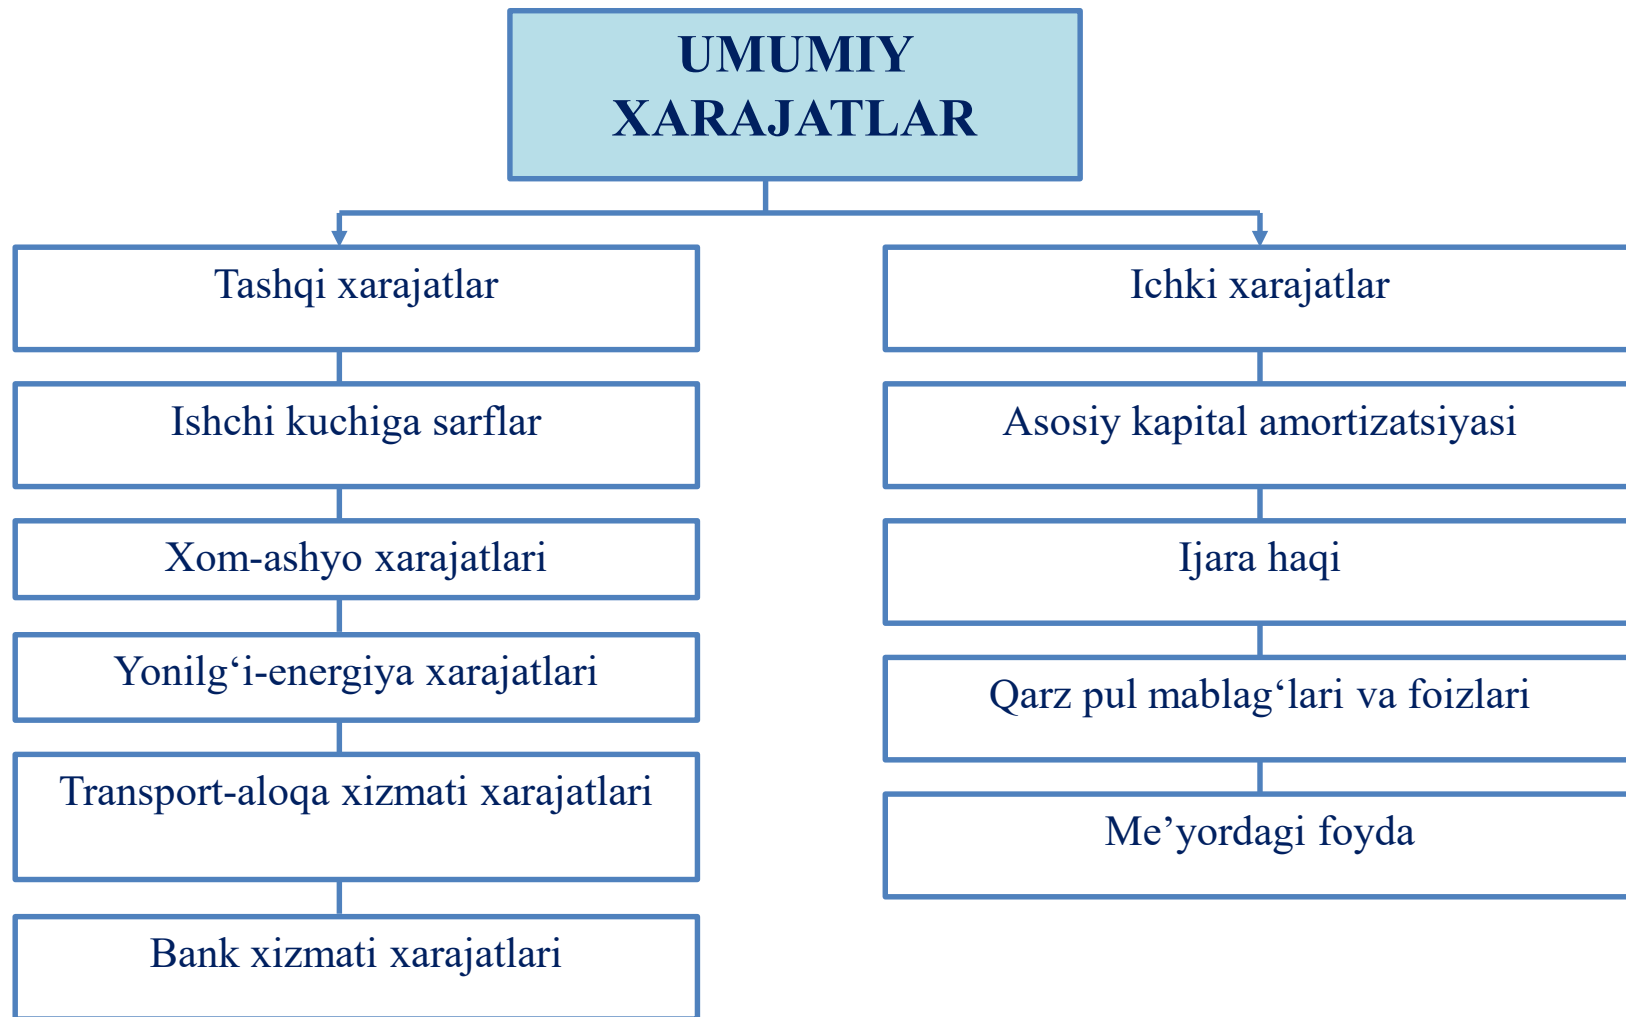 UMUMIY
XARAJATLAR
Tashqi xarajatlar
Ishchi kuchiga sarflar
Xom-ashyo xarajatlari
Yonilg‘i-energiya xarajatlari
Transport-aloqa xizmati xarajatlari
Bank xizmati xarajatlari
Ichki xarajatlar
Asosiy kapital amortizatsiyasi
Ijara haqi
Qarz pul mablag‘lari va foizlari
Me’yordagi foyda